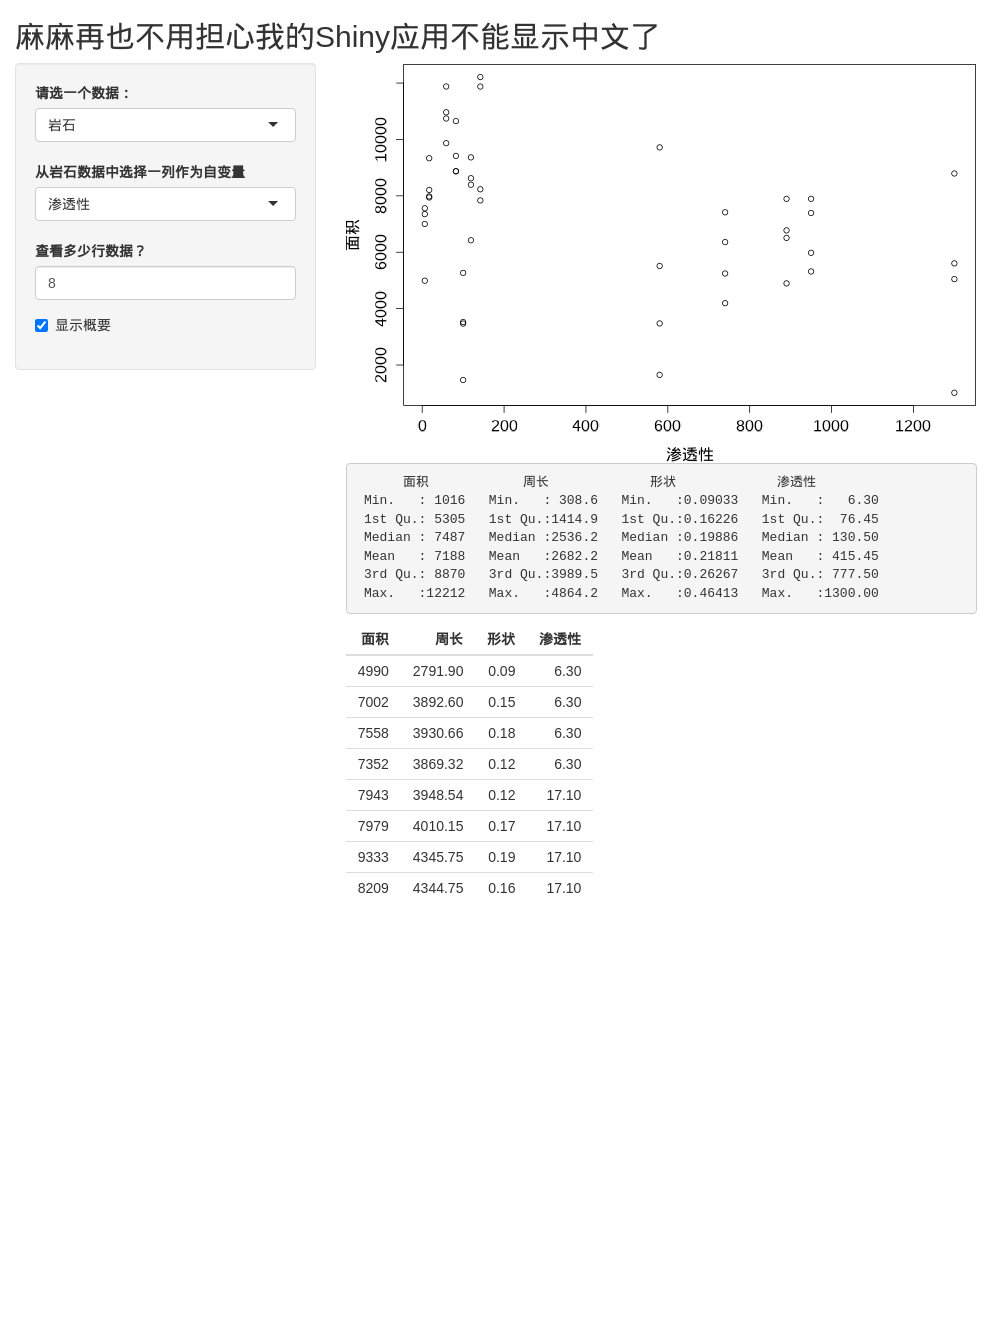 麻麻再也不用担心我的Shiny应用不能显示中文了
请选一个数据：
岩石
从岩石数据中选择一列作为自变量
渗透性
查看多少行数据？
8
显示概要
面积
10000
8000
6000
4000
2000
0 200 400 600 800 1000 1200
渗透性
面积 周长 形状 渗透性
Min.   : 1016   Min.   : 308.6   Min.   :0.09033   Min.   :   6.30
1st Qu.: 5305   1st Qu.:1414.9   1st Qu.:0.16226   1st Qu.:  76.45
Median : 7487   Median :2536.2   Median :0.19886   Median : 130.50
Mean   : 7188   Mean   :2682.2   Mean   :0.21811   Mean   : 415.45
3rd Qu.: 8870   3rd Qu.:3989.5   3rd Qu.:0.26267   3rd Qu.: 777.50
Max.   :12212   Max.   :4864.2   Max.   :0.46413   Max.   :1300.00
面积 周长 形状 渗透性
4990 2791.90 0.09 6.30
7002 3892.60 0.15 6.30
7558 3930.66 0.18 6.30
7352 3869.32 0.12 6.30
7943 3948.54 0.12 17.10
7979 4010.15 0.17 17.10
9333 4345.75 0.19 17.10
8209 4344.75 0.16 17.10